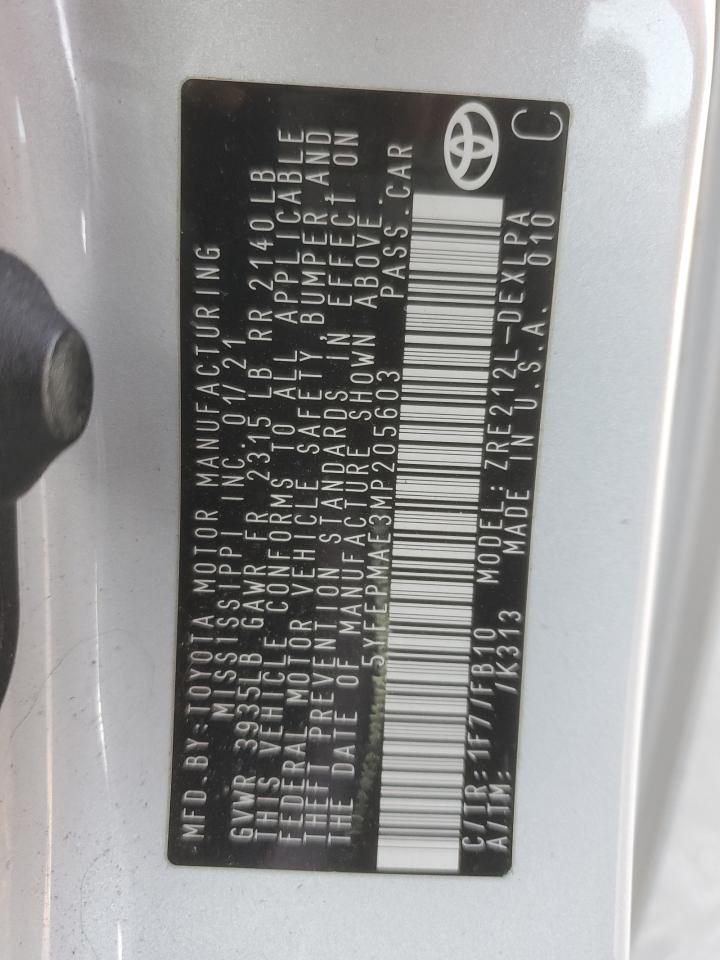 MFD.BY:TOYOTA MOTOR MANUFACTURING
MISSISSIPPI INC. 01/21
GVWR 3935LB GAWR FR 2315 LB RR 2140LB
THIS VEHICLE CONFORMS TO ALL APPLICABLE
FEDERAL MOTOR VEHICLE SAFETY, BUMPER, AND
THEFT PREVENTION STANDARDS IN EFFECT ON
THE DATE OF MANUFACTURE SHOWN ABOVE.
5YFEPMAE3MP205603 PASS.CAR
C/TR:1F7/FB10 MODEL:ZRE212L-DEXLPA
A/TM: /K313 MADE IN U.S.A. 010
C